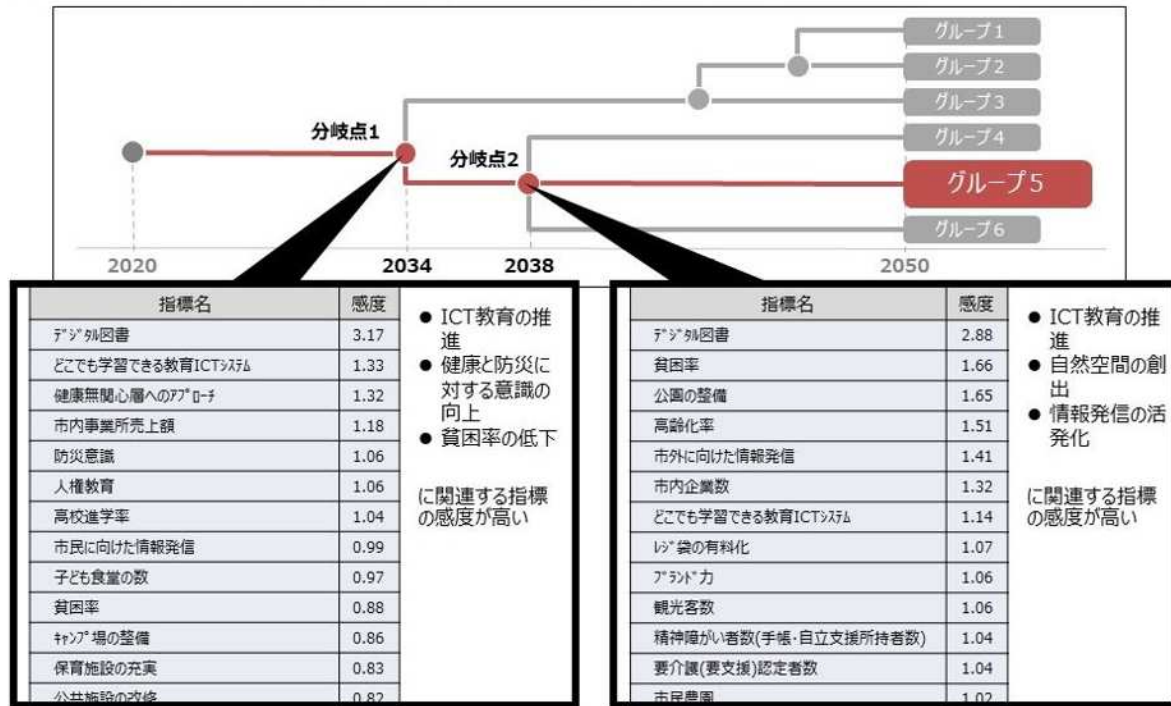 グループ1
グループ2
グループ3
分岐点1
グループ4
分岐点2
グループ5
グループ6
2020
2034
2038
2050
指標名 感度
デジタル図書 3.17
どこでも学習できる教育ICTシステム 1.33
健康無関心層へのアプローチ 1.32
市内事業所売上額 1.18
防災意識 1.06
人権教育 1.06
高校進学率 1.04
市民に向けた情報発信 0.99
子ども食堂の数 0.97
貧困率 0.88
キャンプ場の整備 0.86
保育施設の充実 0.83
公共施設の改修 0.82
● ICT教育の推
進
● 健康と防災に
対する意識の
向上
● 貧困率の低下
に関連する指標
の感度が高い
指標名 感度
デジタル図書 2.88
貧困率 1.66
公園の整備 1.65
高齢化率 1.51
市外に向けた情報発信 1.41
市内企業数 1.32
どこでも学習できる教育ICTシステム 1.14
レジ袋の有料化 1.07
ブランド力 1.06
観光客数 1.06
精神障がい者数(手帳・自立支援所持者数) 1.04
要介護(要支援)認定者数 1.04
市民農園 1.02
● ICT教育の推
進
● 自然空間の創
出
● 情報発信の活
発化
に関連する指標
の感度が高い